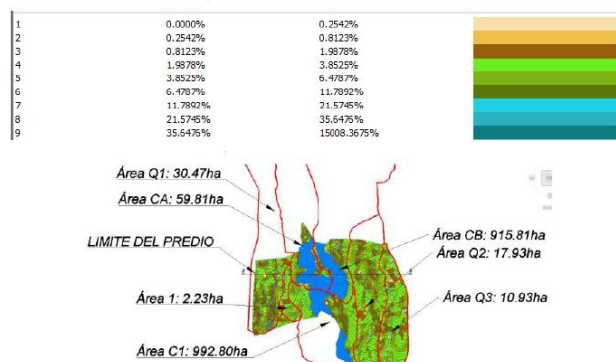 1 0.0000% 0.2542%
2 0.2542% 0.8123%
3 0.8123% 1.9878%
4 1.9878% 3.8525%
5 3.8525% 6.4787%
6 6.4787% 11.7892%
7 11.7892% 21.5745%
8 21.5745% 35.6476%
9 35.6476% 15008.3675%
Área Q1: 30.47ha
Área CA: 59.81ha
LIMITE DEL PREDIO
Área CB: 915.81ha
Área Q2: 17.93ha
Área 1: 2.23ha
Área Q3: 10.93ha
Área C1: 992.80ha